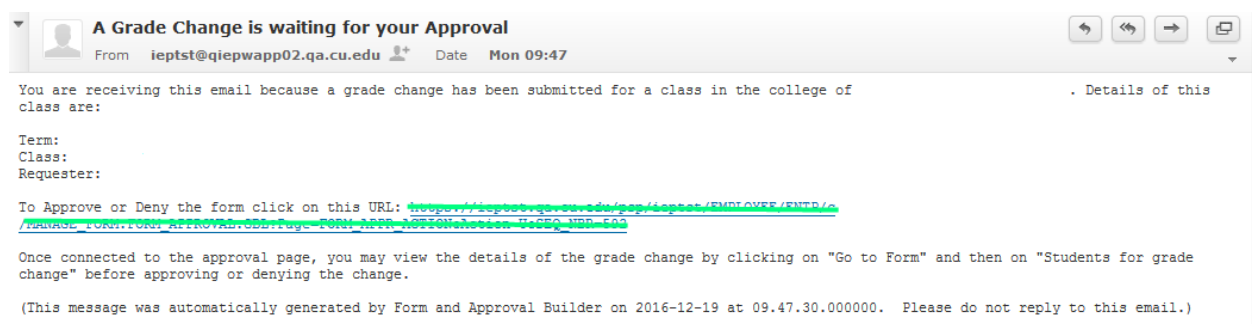 A Grade Change is waiting for your Approval
From ieptst@qiepwapp02.qa.cu.edu Date Mon 09:47
You are receiving this email because a grade change has been submitted for a class in the college of . Details of this
class are:
Term:
Class:
Requester:
To Approve or Deny the form click on this URL:
Once connected to the approval page, you may view the details of the grade change by clicking on "Go to Form" and then on "Students for grade
change" before approving or denying the change.
(This message was automatically generated by Form and Approval Builder on 2016-12-19 at 09.47.30.000000. Please do not reply to this email.)